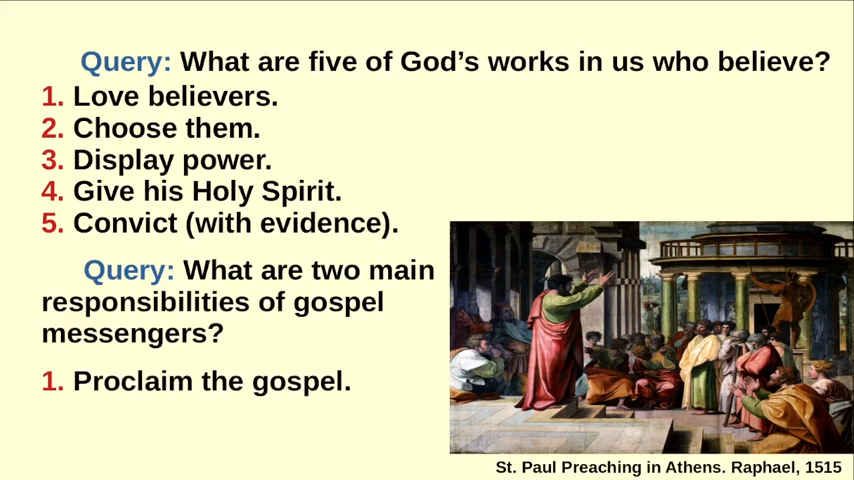 Query: What are five of God's works in us who believe?
1. Love believers.
2. Choose them.
3. Display power.
4. Give his Holy Spirit.
5. Convict (with evidence).
Query: What are two main
responsibilities of gospel
messengers?
1. Proclaim the gospel.
St. Paul Preaching in Athens. Raphael, 1515